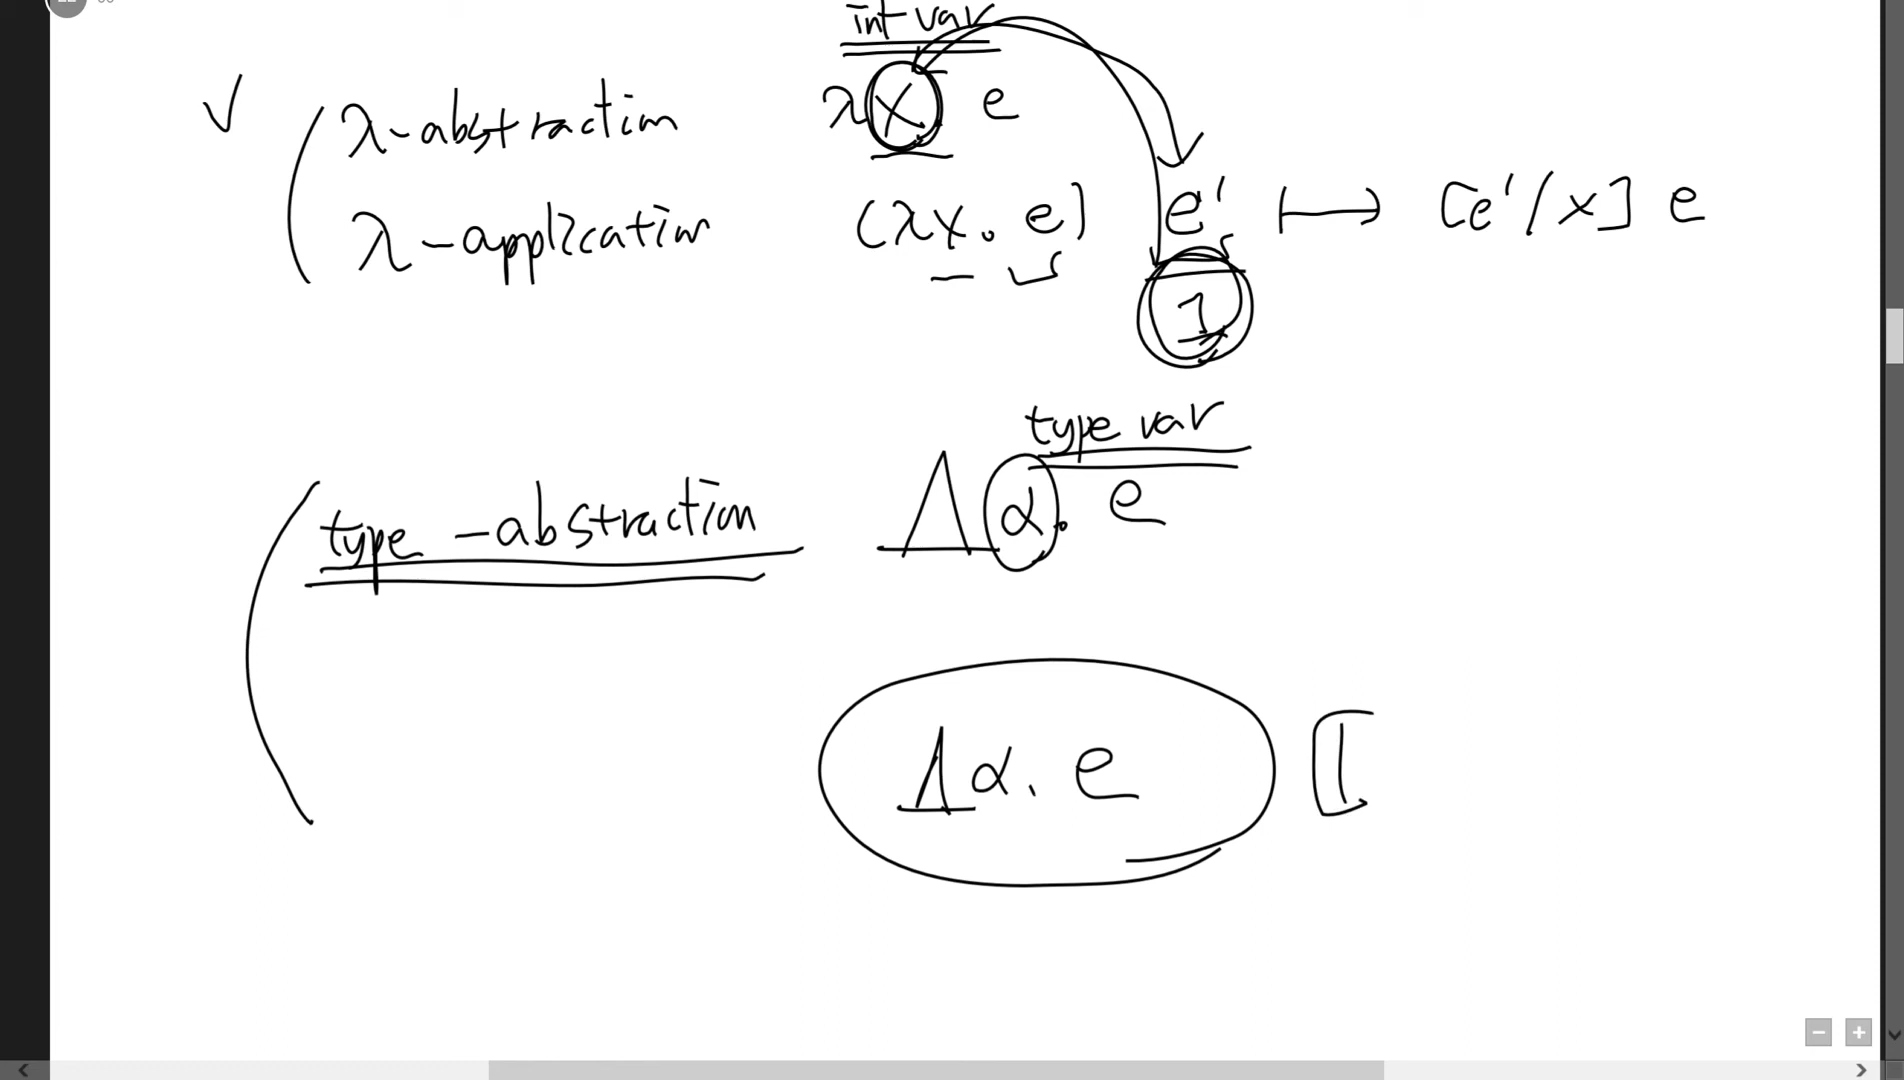 int var
λ-abstraction λx e
λ-application (λx. e) e' ↦ [e'/x] e
1
type var
type -abstraction Λα. e
Λα. e [